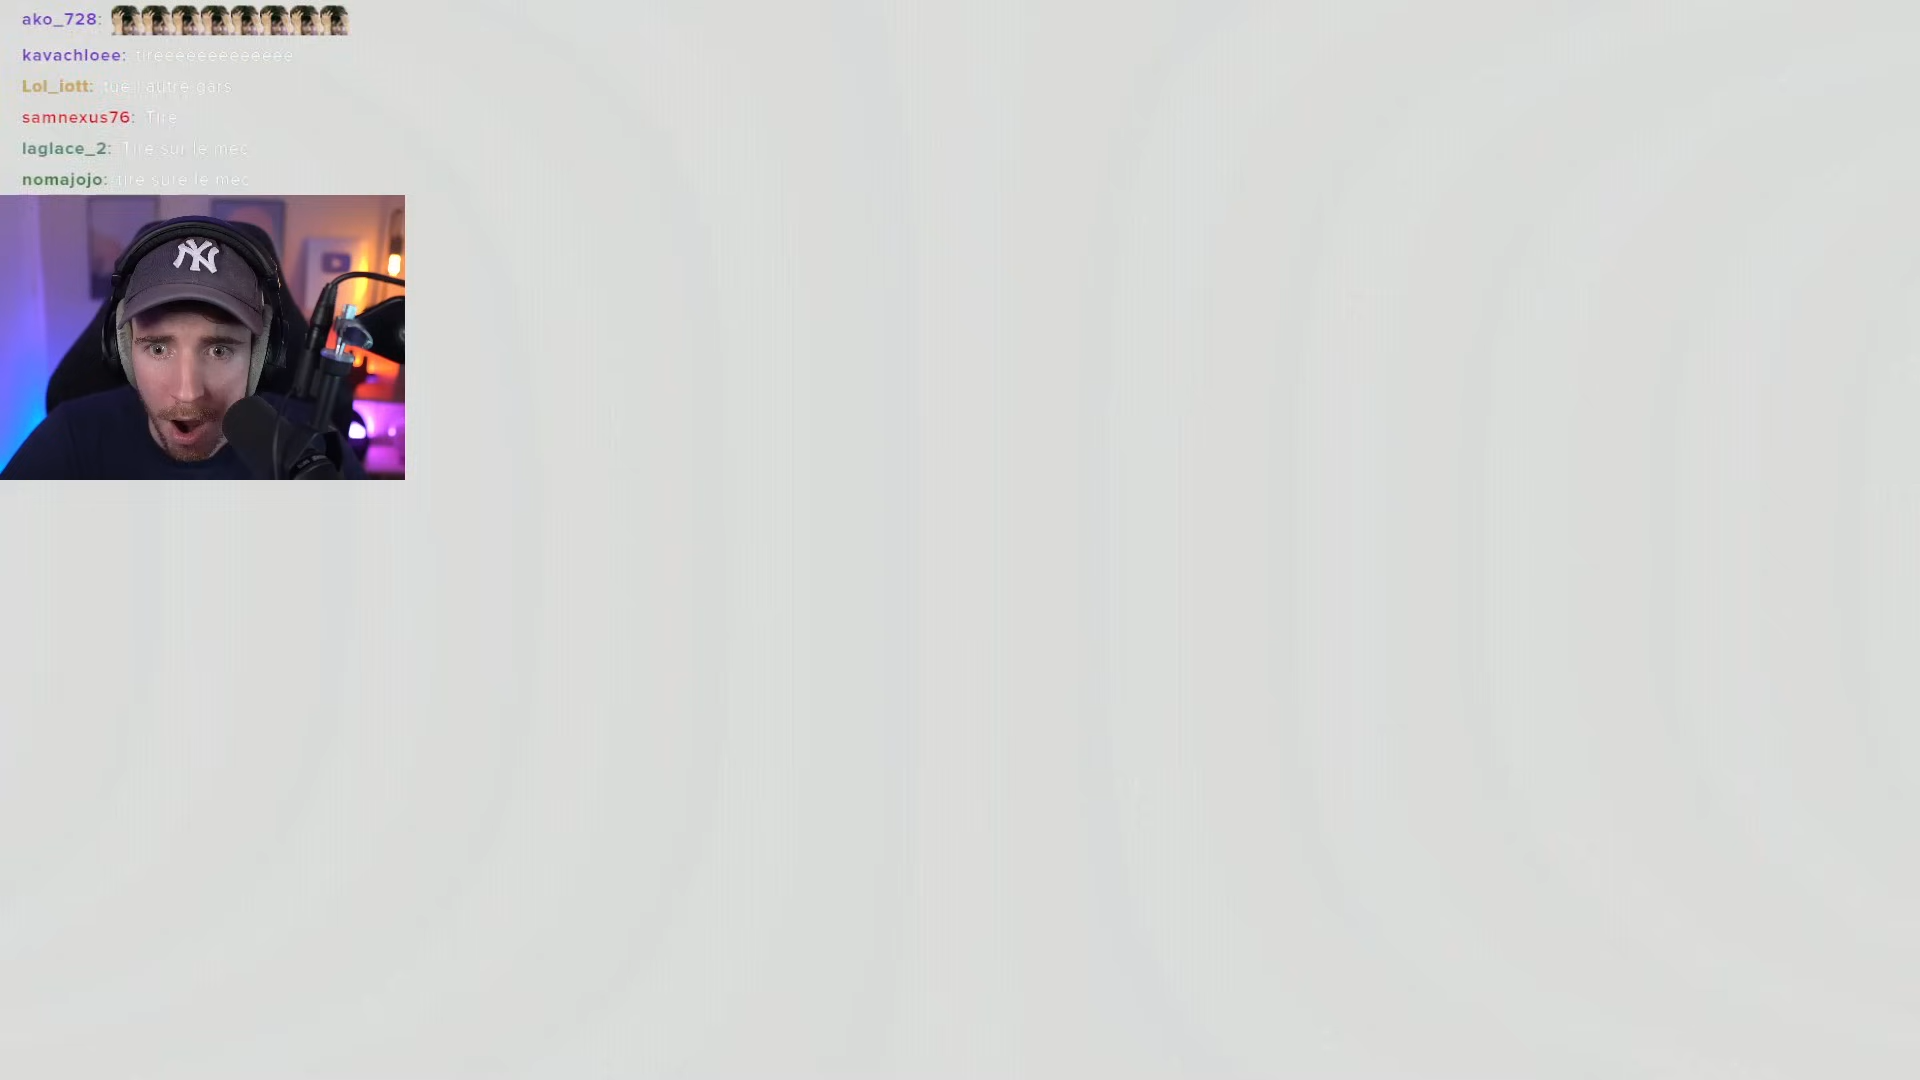 ako_728:
kavachloee: tireeeeeeeeeeeee
Lol_iott: tue l'autre gars
samnexus76: Tire
laglace_2: Tire sur le mec
nomajojo: tire sure le mec
NY